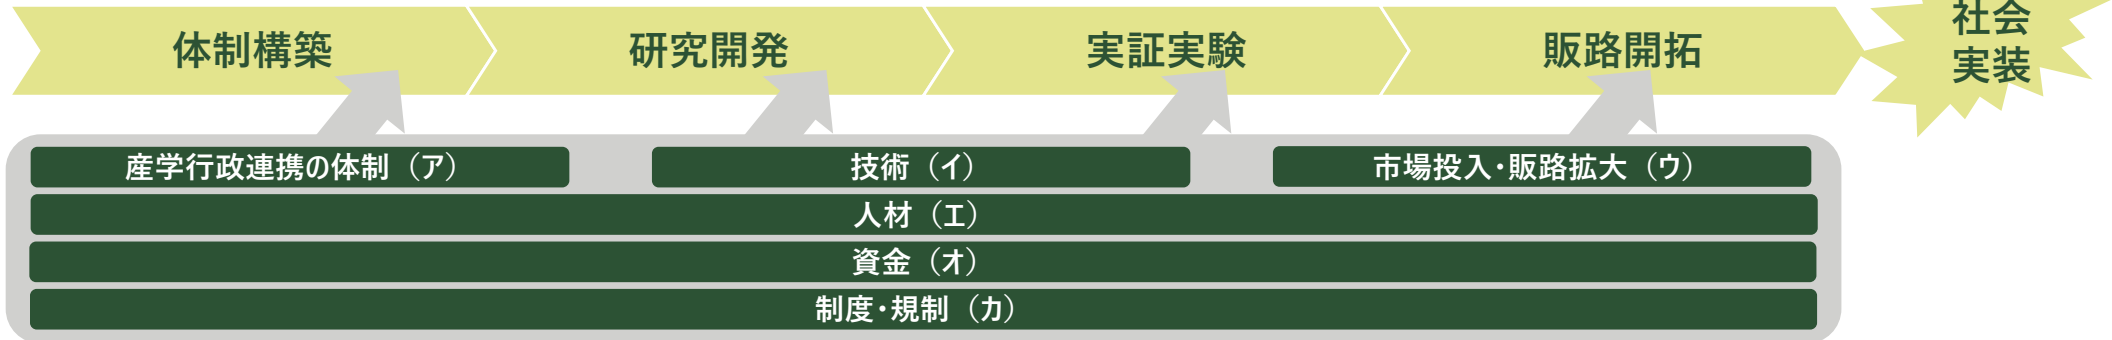 体制構築
研究開発
実証実験
販路開拓
社会
実装
産学行政連携の体制（ア）
技術（イ）
市場投入・販路拡大（ウ）
人材（エ）
資金（オ）
制度・規制（カ）